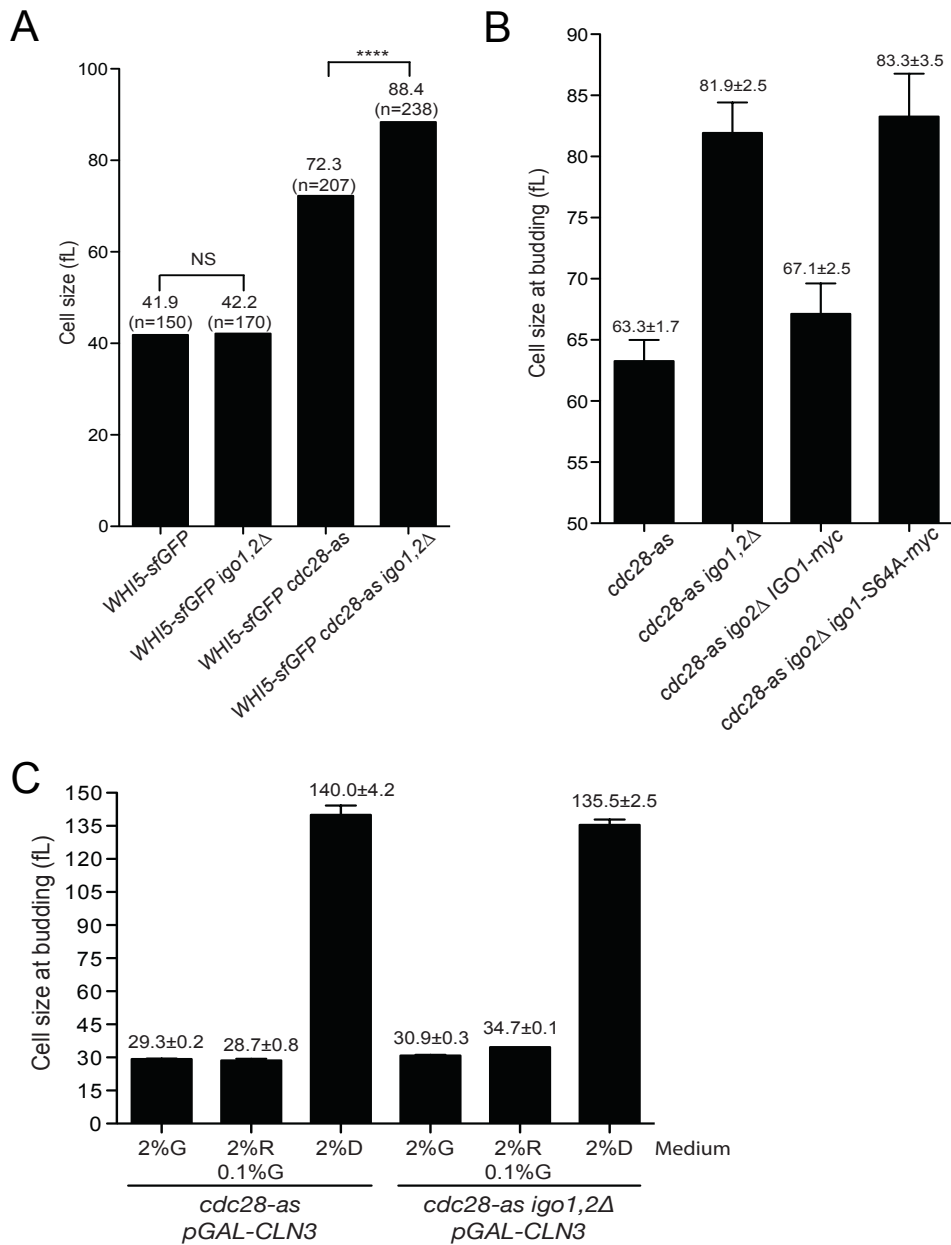 A
Cell size (fL)
100
80
60
40
20
0
****
NS
41.9
(n=150)
42.2
(n=170)
72.3
(n=207)
88.4
(n=238)
WHI5-sfGFP
WHI5-sfGFP igo1,2Δ
WHI5-sfGFP cdc28-as
WHI5-sfGFP cdc28-as igo1,2Δ
B
Cell size at budding (fL)
90
85
80
75
70
65
60
55
50
63.3±1.7
81.9±2.5
67.1±2.5
83.3±3.5
cdc28-as
cdc28-as igo1,2Δ
cdc28-as igo2Δ IGO1-myc
cdc28-as igo2Δ igo1-S64A-myc
C
Cell size at budding (fL)
150
135
120
105
90
75
60
45
30
15
0
29.3±0.2
28.7±0.8
140.0±4.2
30.9±0.3
34.7±0.1
135.5±2.5
2%G 2%R 2%D 2%G 2%R 2%D Medium
0.1%G 0.1%G
cdc28-as cdc28-as igo1,2Δ
pGAL-CLN3 pGAL-CLN3